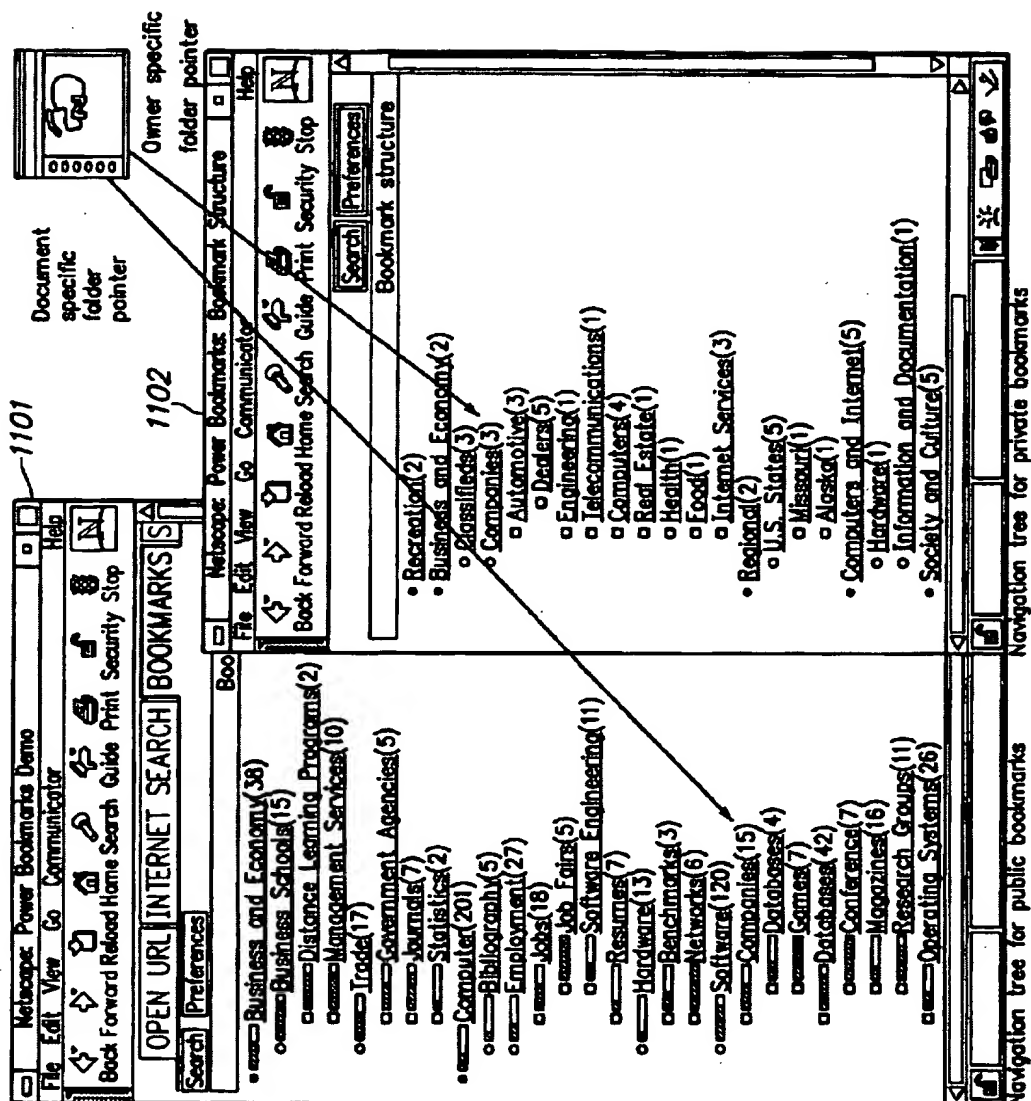 1101
Netscape: Power Bookmarks Demo
File Edit View Go Communicator Help
Back Forward Reload Home Search Guide Print Security Stop
N
OPEN URL INTERNET SEARCH BOOKMARKS S
Search Preferences
Boo
Business and Economy(38)
Business Schools(15)
Distance Learning Programs(2)
Management Services(10)
Trade(17)
Government Agencies(5)
Journals(7)
Statistics(2)
Computer(201)
Bibliography(5)
Employment(27)
Jobs(18)
Job Fairs(5)
Software Engineering(11)
Resumes(7)
Hardware(13)
Benchmarks(3)
Networks(6)
Software(120)
Companies(15)
Databases(4)
Games(7)
Databases(42)
Conference(7)
Magazines(16)
Research Groups(11)
Operating Systems(26)
Navigation tree for public bookmarks
Document
specific
folder
pointer
Owner specific
folder pointer
1102
Netscape: Power Bookmarks: Bookmark Structure
File Edit View Go Communicator Help
Back Forward Reload Home Search Guide Print Security Stop
N
Search Preferences
Bookmark structure
Recreation(2)
Business and Economy(2)
Classifieds(3)
Companies(3)
Automotive(3)
Dealers(5)
Engineering(1)
Telecommunications(1)
Computers(4)
Real Estate(1)
Health(1)
Food(1)
Internet Services(3)
Regional(2)
U.S. States(5)
Missouri(1)
Alaska(1)
Computers and Internet(5)
Hardware(1)
Information and Documentation(1)
Society and Culture(5)
Navigation tree for private bookmarks